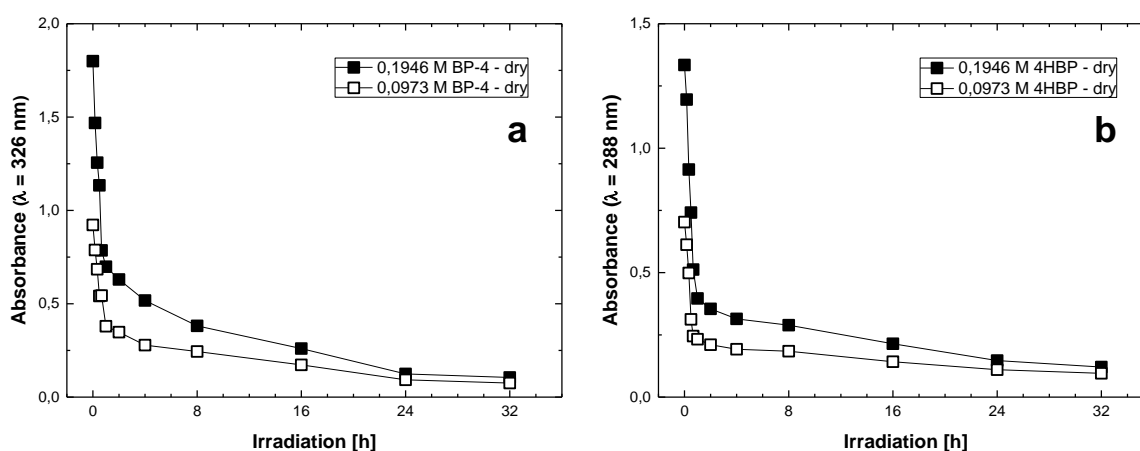 2,0
1,5
1,0
0,5
0,0
0
8
16
24
32
Absorbance (λ = 326 nm)
Irradiation [h]
0,1946 M BP-4 - dry
0,0973 M BP-4 - dry
a
1,5
1,0
0,5
0,0
0
8
16
24
32
Absorbance (λ = 288 nm)
Irradiation [h]
0,1946 M 4HBP - dry
0,0973 M 4HBP - dry
b